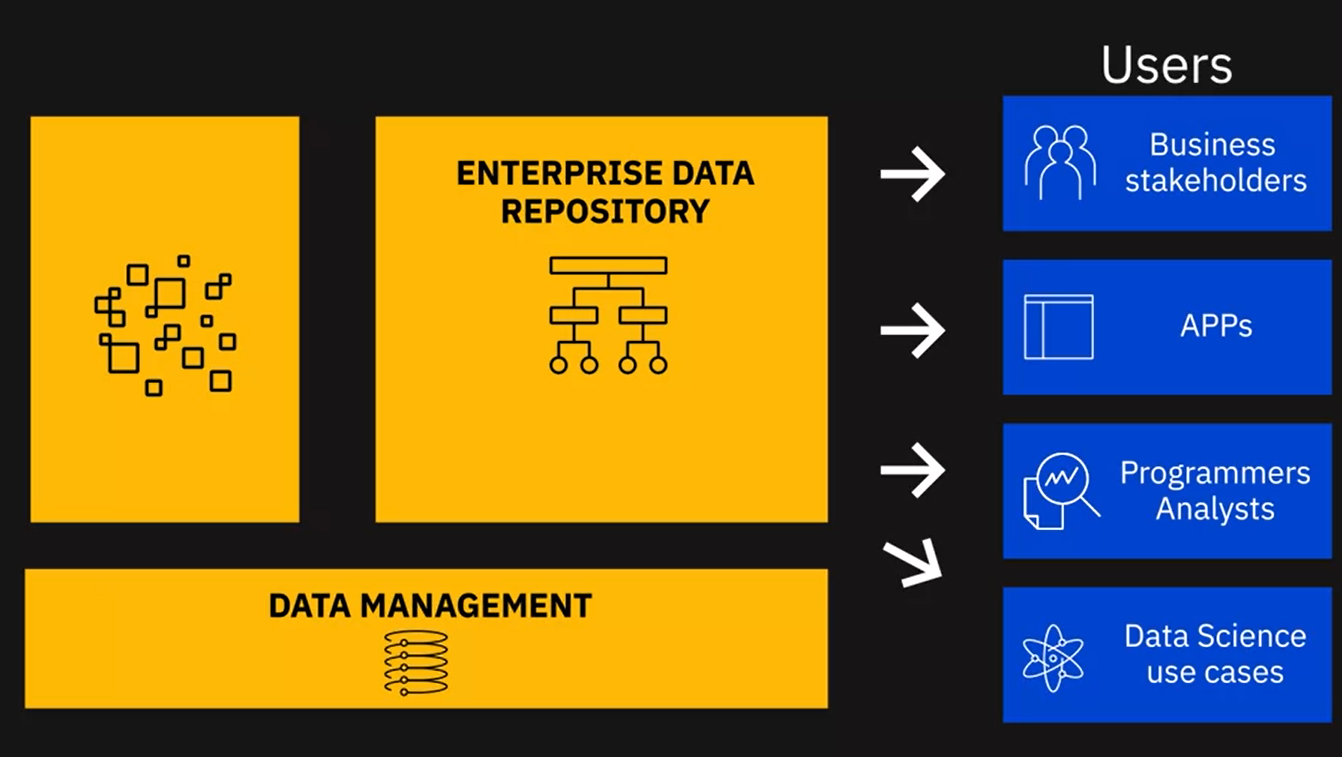 Users
ENTERPRISE DATA
REPOSITORY
Business
stakeholders
APPs
Programmers
Analysts
DATA MANAGEMENT
Data Science
use cases